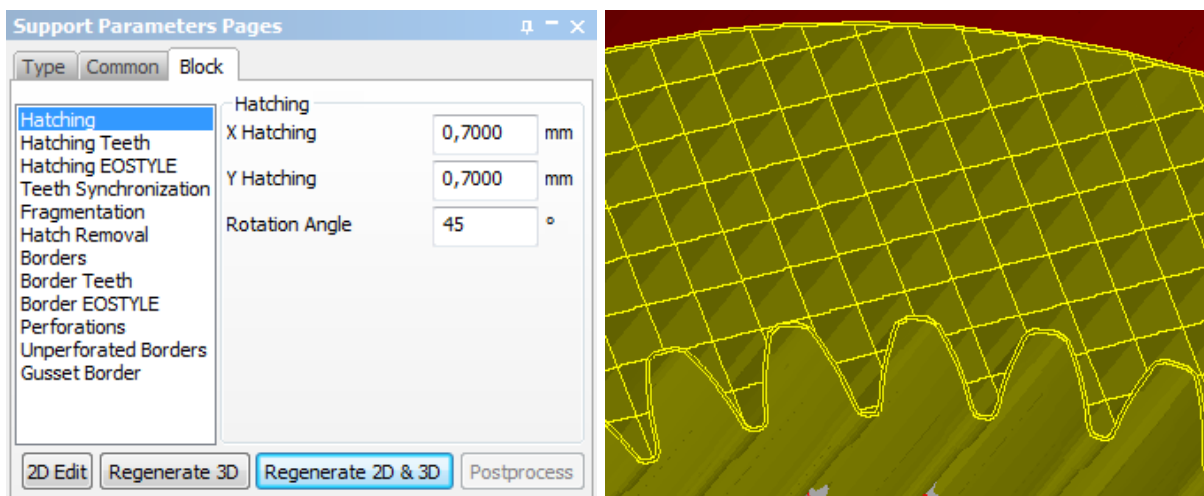 Support Parameters Pages
Type Common Block
Hatching
Hatching Teeth
Hatching EOSTYLE
Teeth Synchronization
Fragmentation
Hatch Removal
Borders
Border Teeth
Border EOSTYLE
Perforations
Unperforated Borders
Gusset Border
Hatching
X Hatching 0,7000 mm
Y Hatching 0,7000 mm
Rotation Angle 45 °
2D Edit Regenerate 3D Regenerate 2D & 3D Postprocess